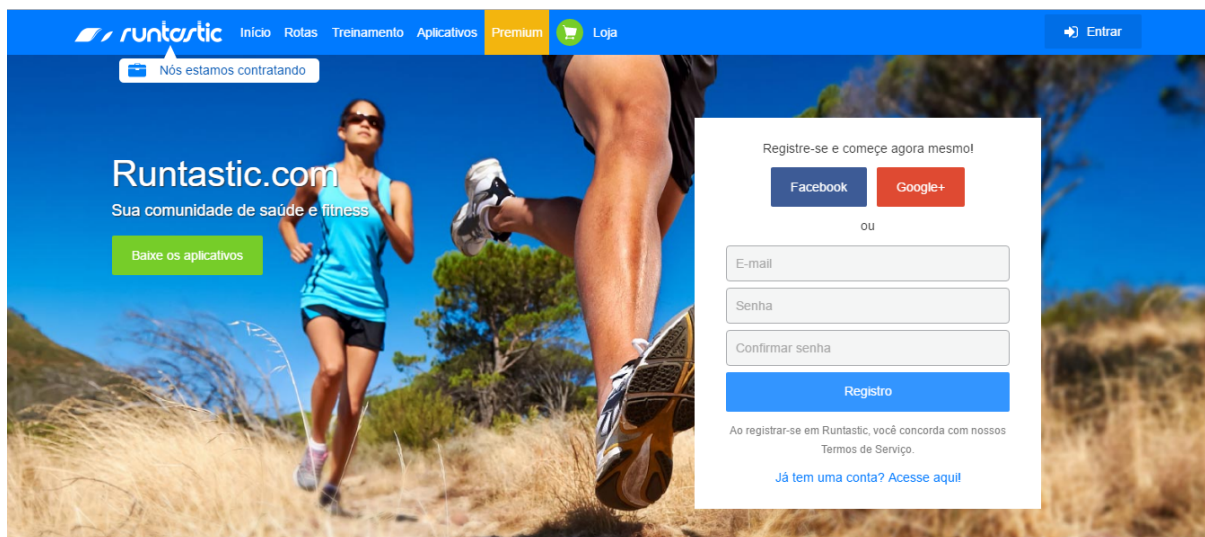 runtastic Início Rotas Treinamento Aplicativos Premium Loja Entrar
Nós estamos contratando
Runtastic.com
Sua comunidade de saúde e fitness
Baixe os aplicativos
Registre-se e começe agora mesmo!
Facebook Google+
ou
E-mail
Senha
Confirmar senha
Registro
Ao registrar-se em Runtastic, você concorda com nossos
Termos de Serviço.
Já tem uma conta? Acesse aqui!